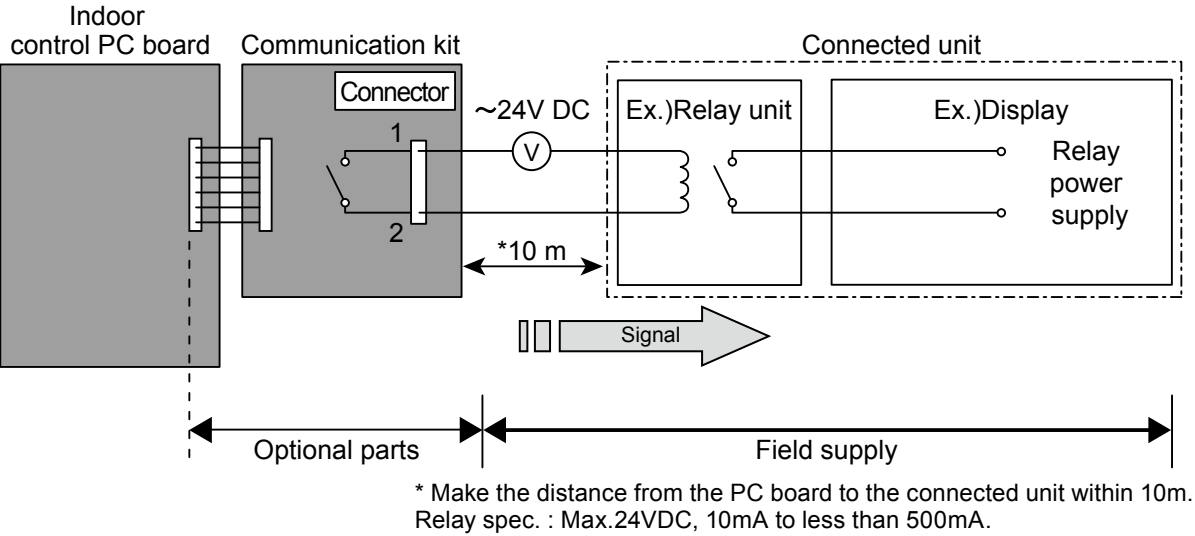 Indoor
control PC board
Communication kit
Connected unit
Connector
~24V DC
Ex.)Relay unit
Ex.)Display
1
V
Relay
power
supply
2
*10 m
Signal
Optional parts
Field supply
* Make the distance from the PC board to the connected unit within 10m.
Relay spec. : Max.24VDC, 10mA to less than 500mA.